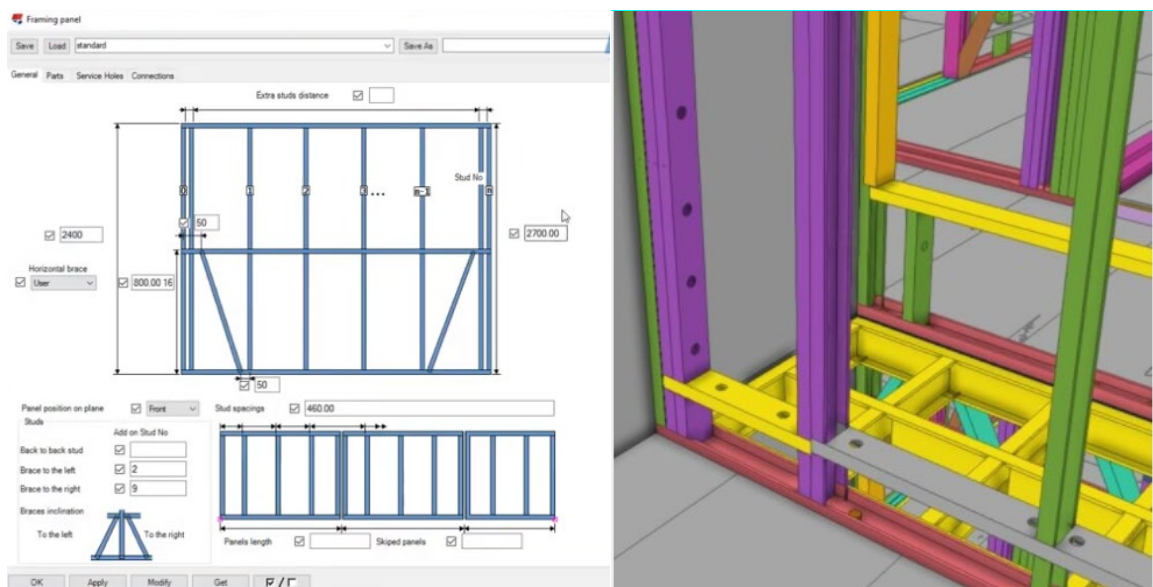 Framing panel
Save Load standard Save As
General Parts Service Holes Connections
Extra studs distance
Stud No
0 1 2 3 ... n-1 n
50
2400
2700.00
Horizontal brace
User
800.00 16
50
Panel position on plane Front Stud spacings 460.00
Studs
Add on Stud No
Back to back stud
Brace to the left 2
Brace to the right 9
Braces inclination
To the left To the right
Panels length Skiped panels
OK Apply Modify Get